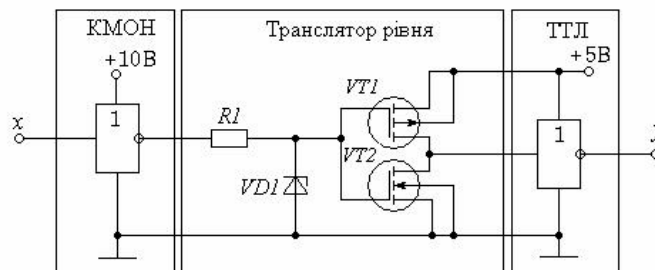 КМОН
Транслятор рівня
ТТЛ
+10В
+5В
VT1
1
R1
1
x
VT2
VD1